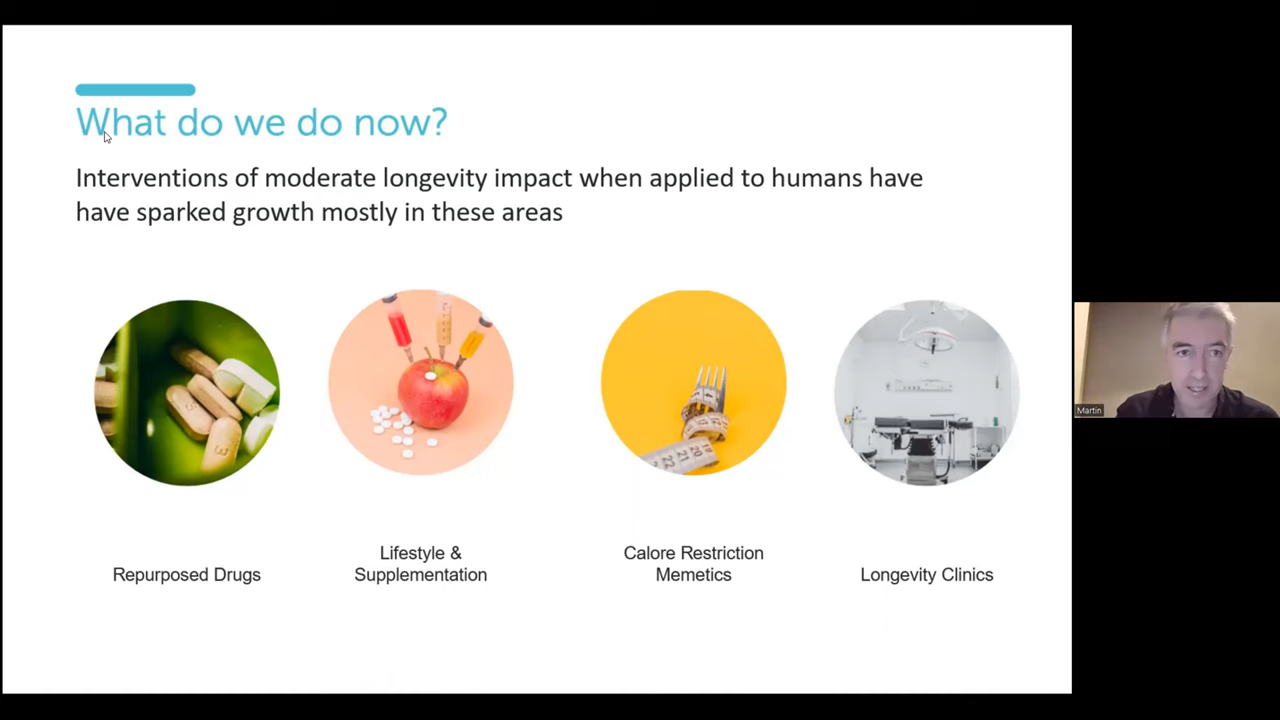 What do we do now?
Interventions of moderate longevity impact when applied to humans have
have sparked growth mostly in these areas
Repurposed Drugs
Lifestyle &
Supplementation
Calore Restriction
Memetics
Longevity Clinics
Martin